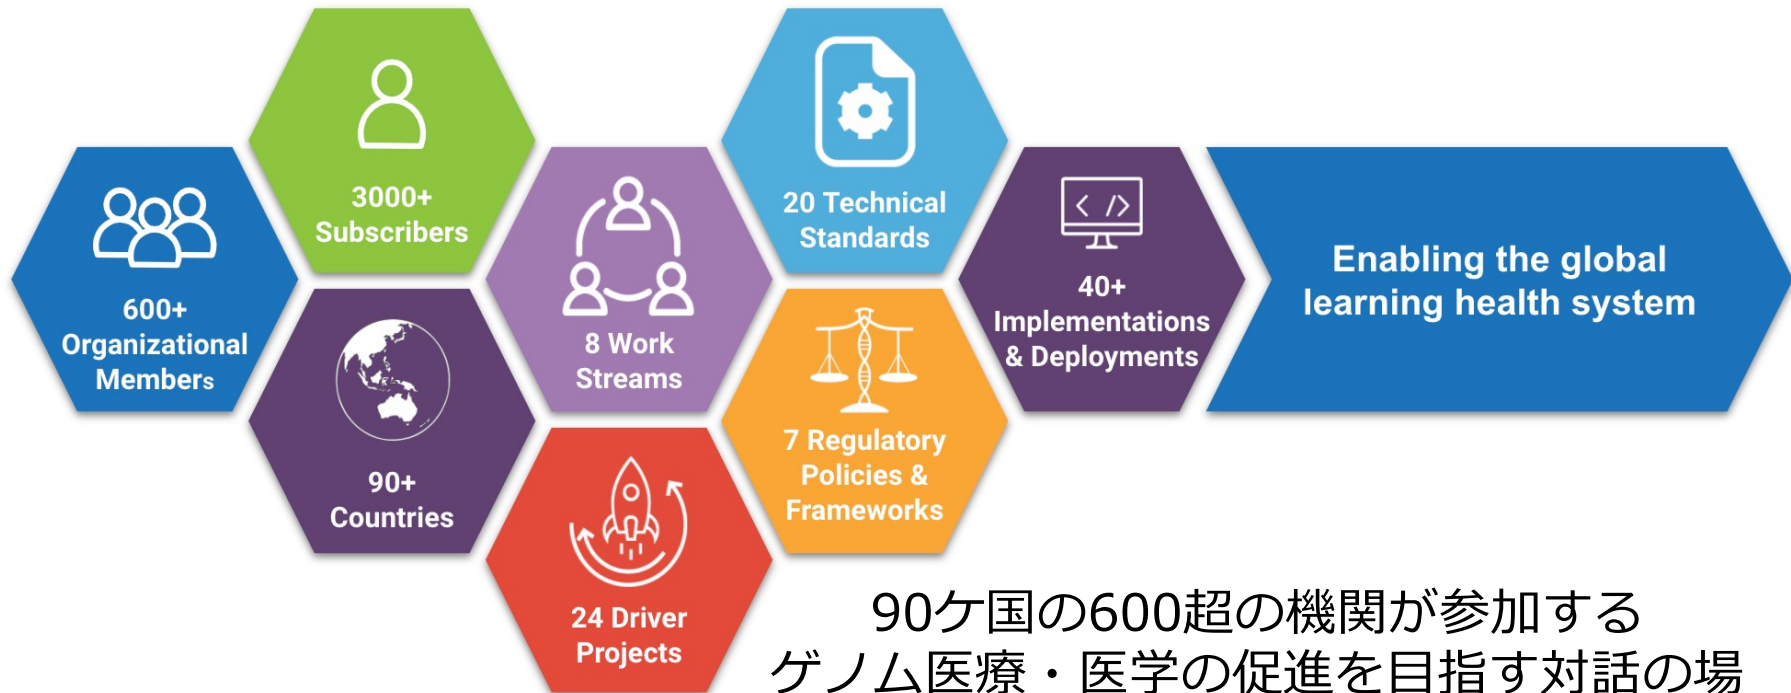 600+
Organizational
Members
3000+
Subscribers
90+
Countries
8 Work
Streams
24 Driver
Projects
20 Technical
Standards
7 Regulatory
Policies &
Frameworks
< />
40+
Implementations
& Deployments
Enabling the global
learning health system
90ケ国の600超の機関が参加する
ゲノム医療・医学の促進を目指す対話の場